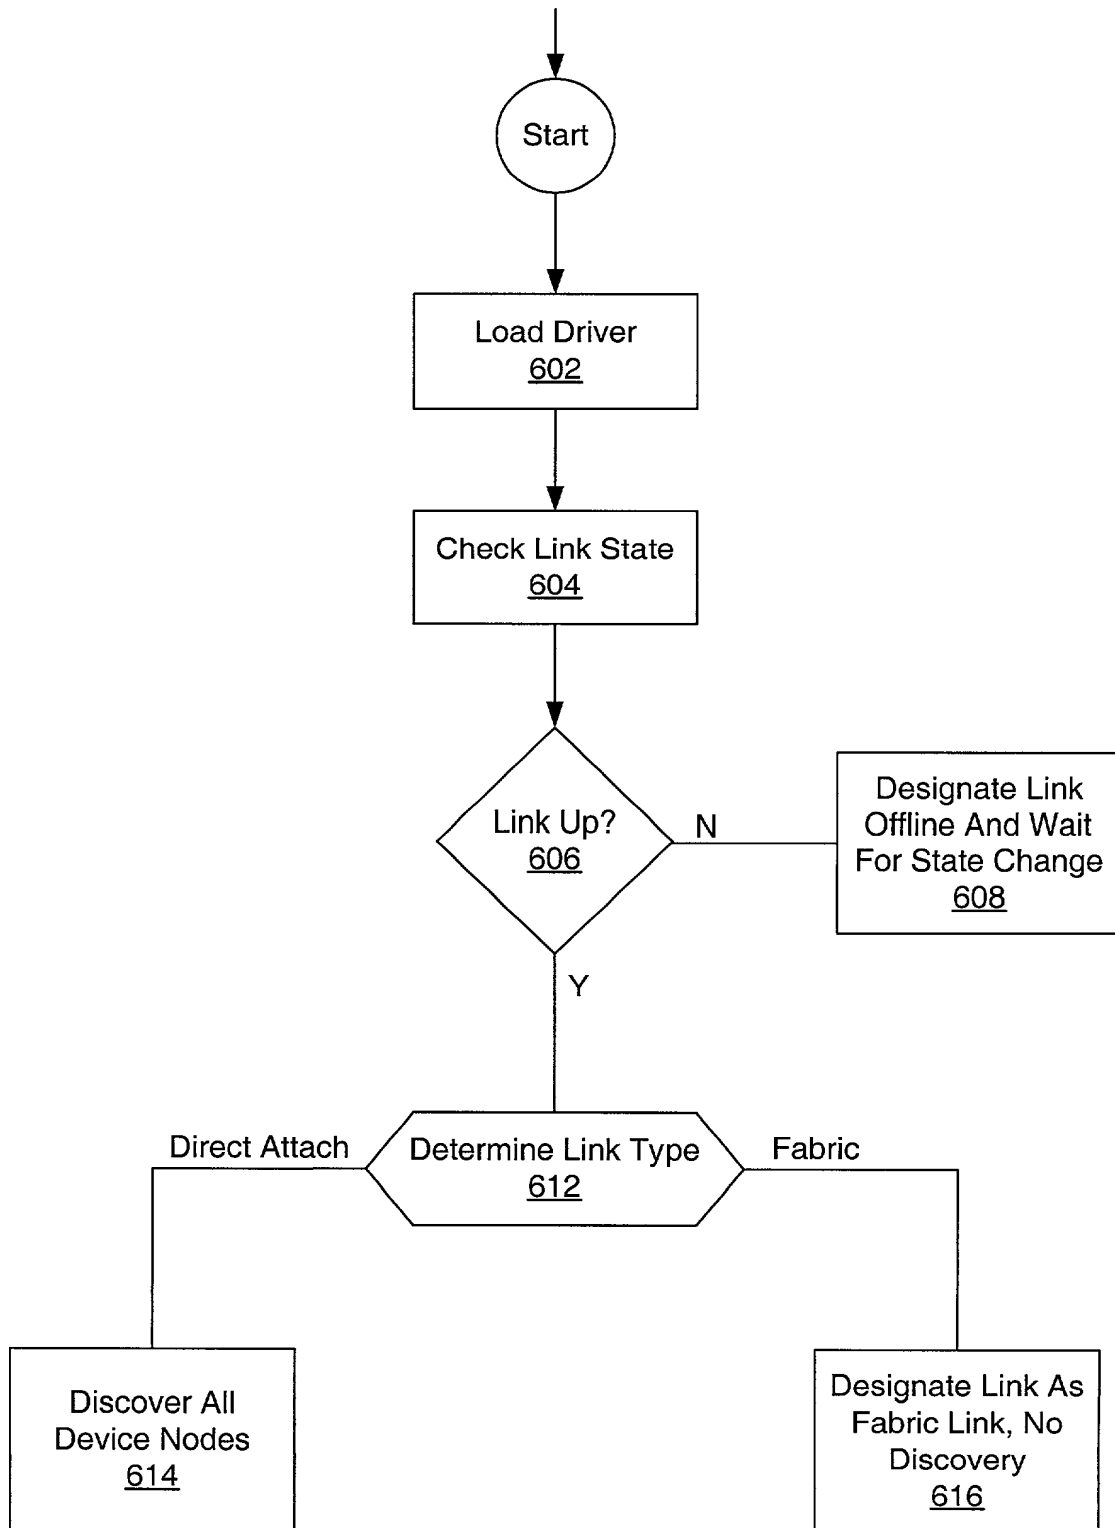 Start
Load Driver
602
Check Link State
604
Link Up?
606
N
Designate Link
Offline And Wait
For State Change
608
Y
Direct Attach
Determine Link Type
612
Fabric
Discover All
Device Nodes
614
Designate Link As
Fabric Link, No
Discovery
616